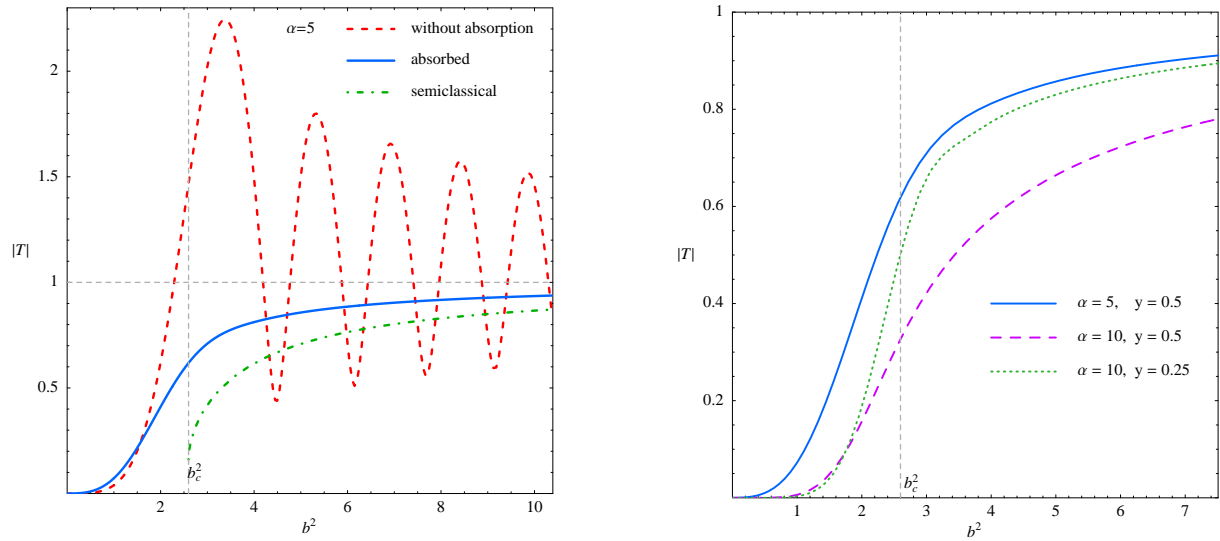 α=5
without absorption
absorbed
semiclassical
2
1.5
|T|
1
0.5
b_c^2
2 4 6 8 10
b^2
1
0.8
0.6
|T|
0.4
0.2
α = 5, y = 0.5
α = 10, y = 0.5
α = 10, y = 0.25
b_c^2
1 2 3 4 5 6 7
b^2